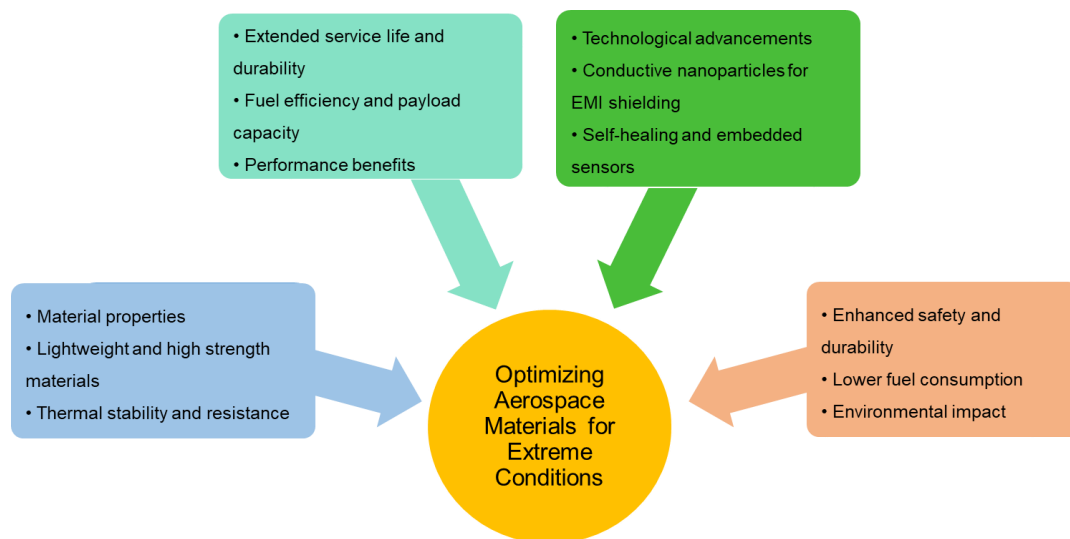 • Extended service life and
durability
• Fuel efficiency and payload
capacity
• Performance benefits
• Technological advancements
• Conductive nanoparticles for
EMI shielding
• Self-healing and embedded
sensors
• Material properties
• Lightweight and high strength
materials
• Thermal stability and resistance
• Enhanced safety and
durability
• Lower fuel consumption
• Environmental impact
Optimizing
Aerospace
Materials for
Extreme
Conditions